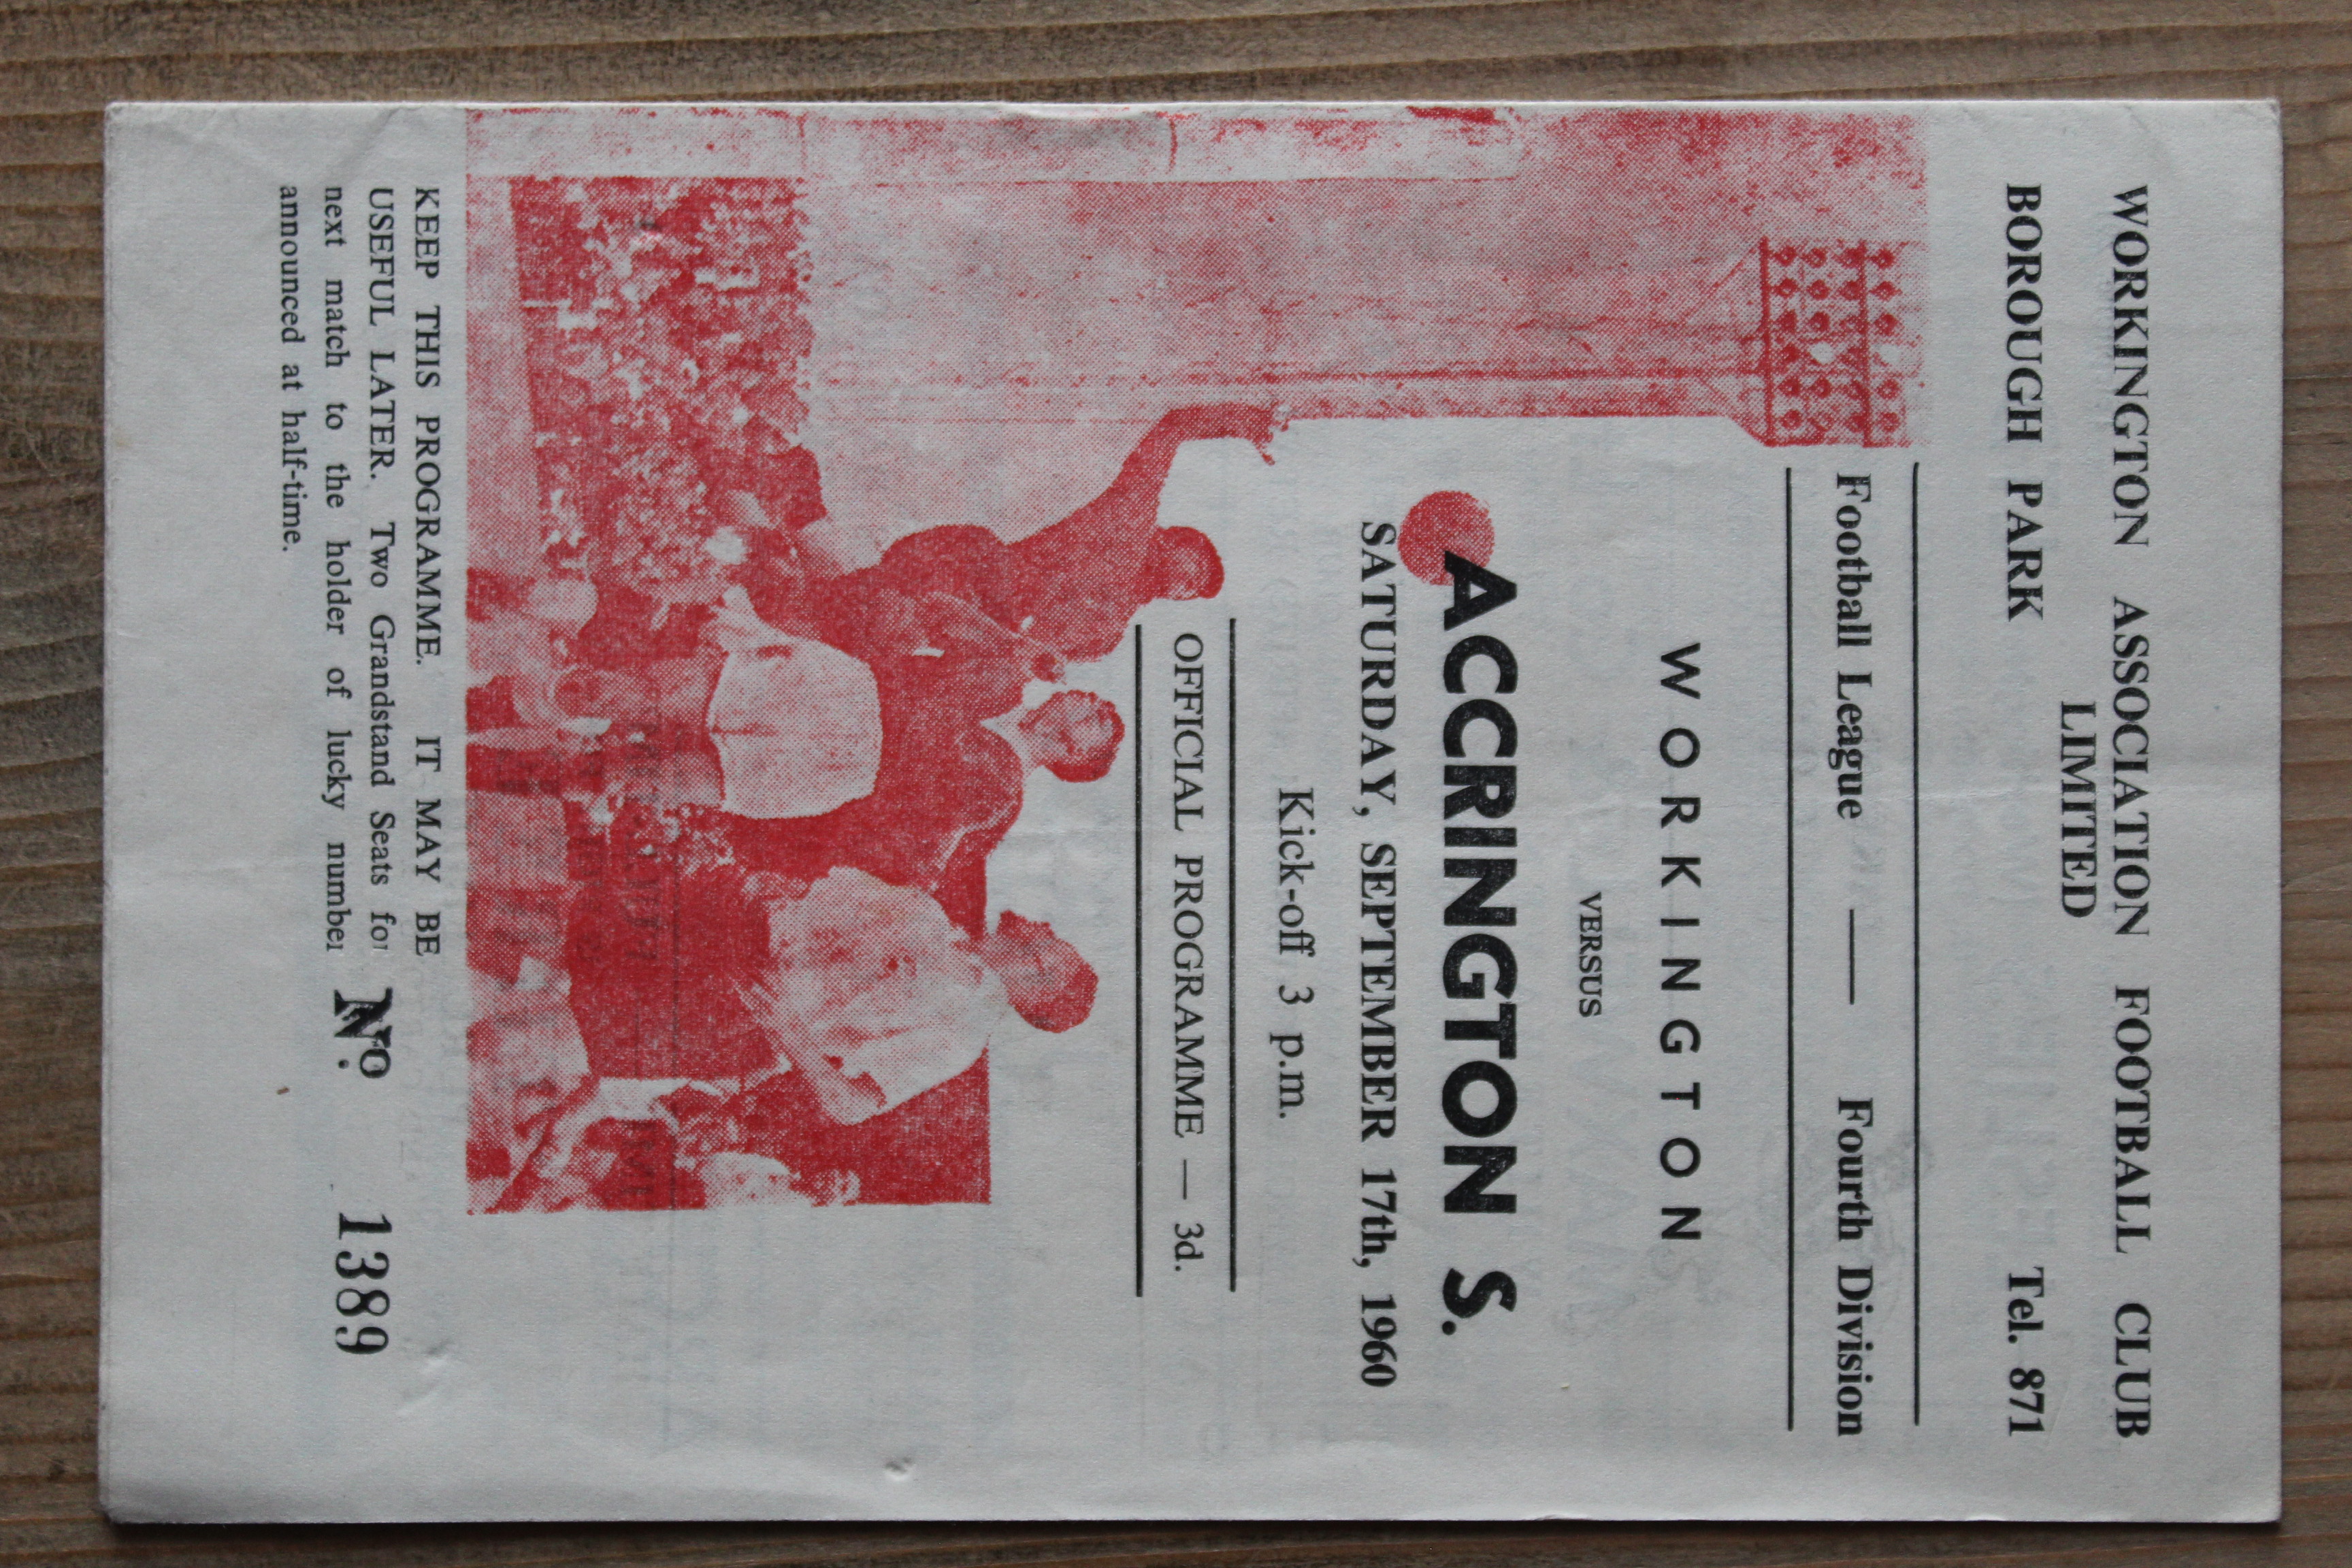 WORKINGTON ASSOCIATION FOOTBALL CLUB
LIMITED
BOROUGH PARK Tel. 871
Football League — Fourth Division
WORKINGTON
VERSUS
ACCRINGTON S.
SATURDAY, SEPTEMBER 17th, 1960
Kick-off 3 p.m.
OFFICIAL PROGRAMME — 3d.
KEEP THIS PROGRAMME. IT MAY BE
USEFUL LATER. Two Grandstand Seats for
next match to the holder of lucky number
announced at half-time.
No. 1389